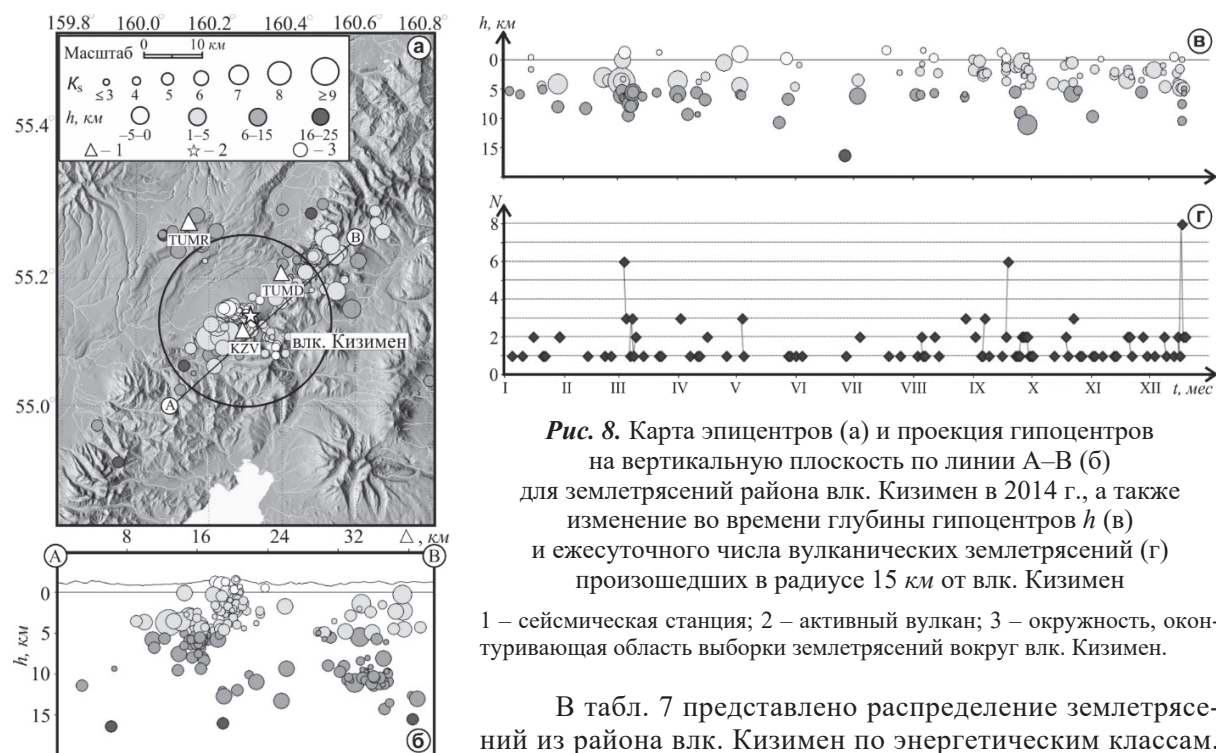 159.8° 160.0° 160.2° 160.4° 160.6° 160.8°
а
Масштаб 0 10 км
Ks
≤3 4 5 6 7 8 ≥9
h, км
–5–0 1–5 6–15 16–25
△ – 1 ☆ – 2 ○ – 3
55.4°
55.2°
55.0°
TUMR
TUMD
KZV
влк. Кизимен
А
В
8 16 24 32 △, км
А
В
h, км
0
5
10
15
б
h, км
в
0
5
10
15
N
г
8
6
4
3
2
1
0
I II III IV V VI VII VIII IX X XI XII t, мес
Рис. 8. Карта эпицентров (а) и проекция гипоцентров
на вертикальную плоскость по линии А–В (б)
для землетрясений района влк. Кизимен в 2014 г., а также
изменение во времени глубины гипоцентров h (в)
и ежесуточного числа вулканических землетрясений (г)
произошедших в радиусе 15 км от влк. Кизимен
1 – сейсмическая станция; 2 – активный вулкан; 3 – окружность, окон-
туривающая область выборки землетрясений вокруг влк. Кизимен.
В табл. 7 представлено распределение землетрясе-
ний из района влк. Кизимен по энергетическим классам.